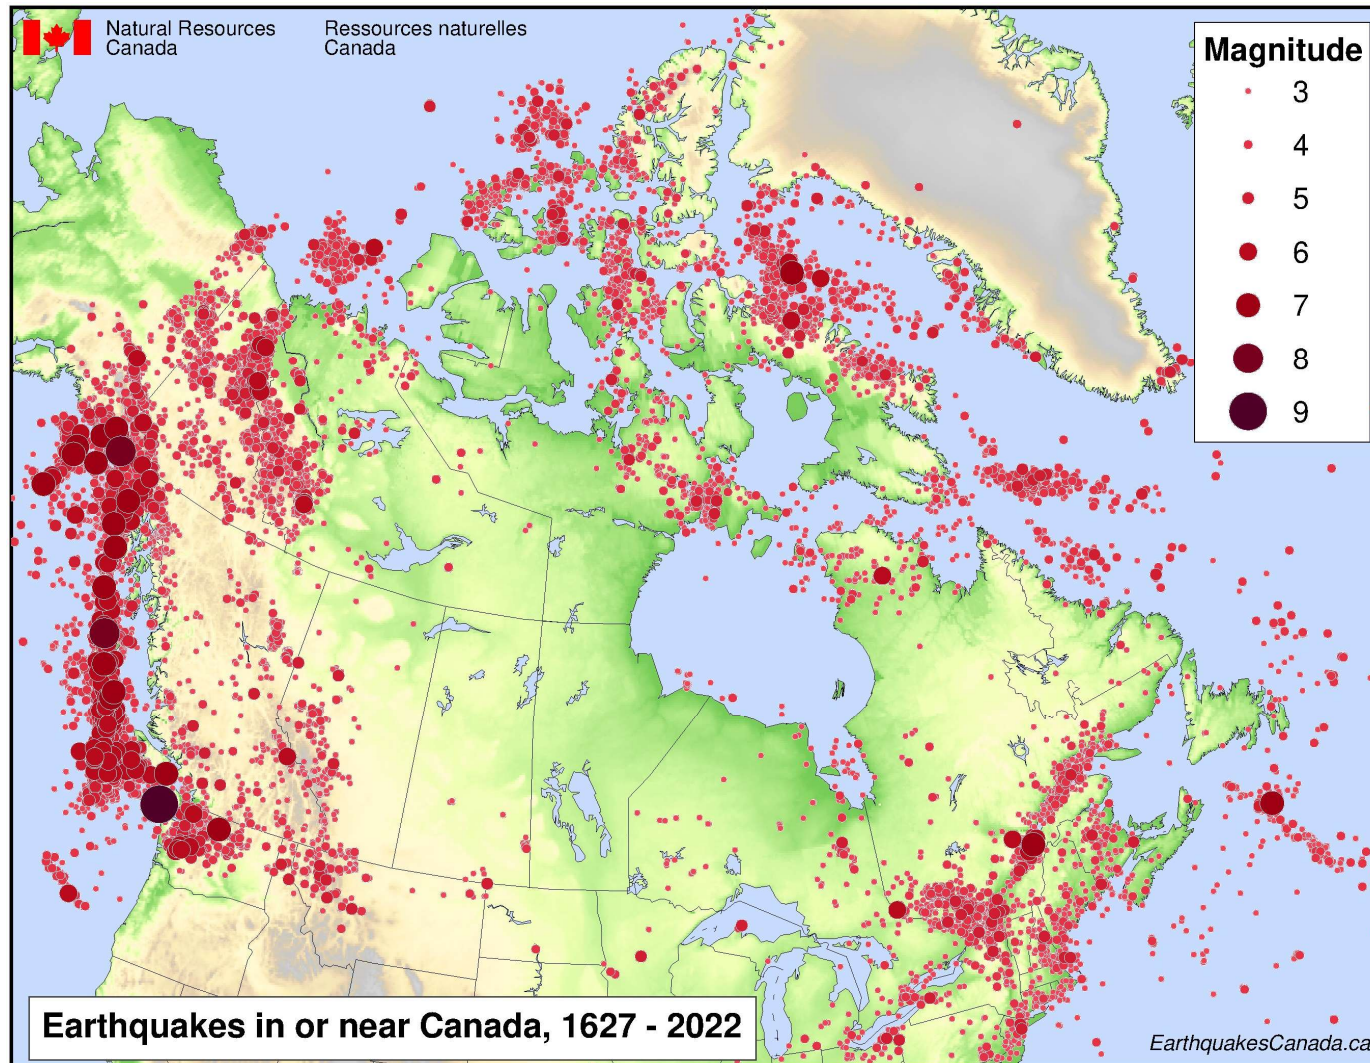 Natural Resources
Canada
Ressources naturelles
Canada
Magnitude
3
4
5
6
7
8
9
Earthquakes in or near Canada, 1627 - 2022
EarthquakesCanada.ca